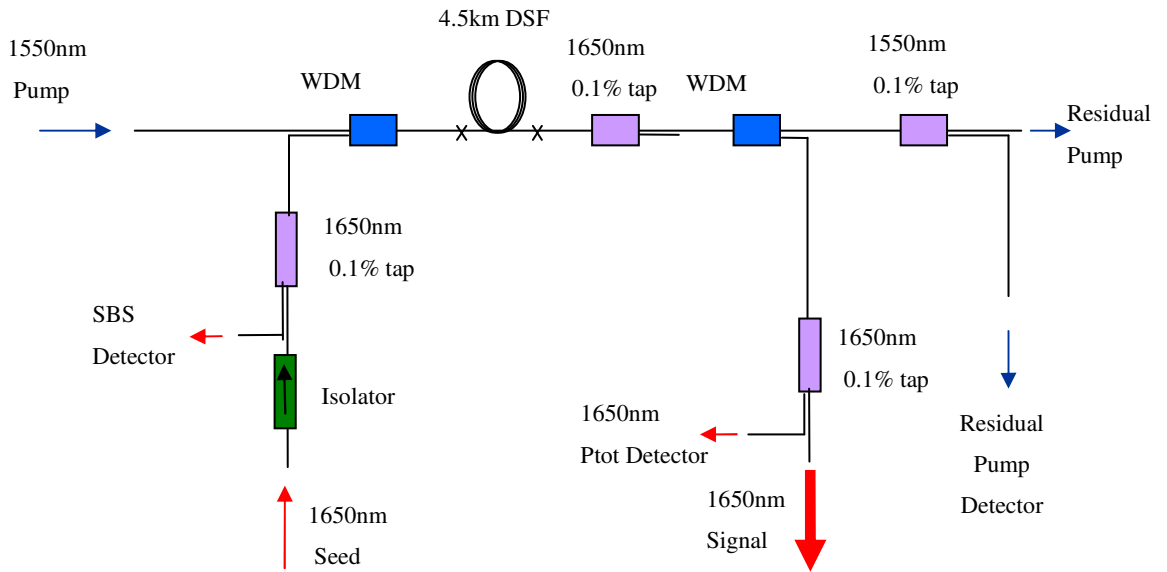 4.5km DSF
1550nm
Pump
WDM
1650nm
0.1% tap
WDM
1550nm
0.1% tap
Residual
Pump
1650nm
0.1% tap
SBS
Detector
Isolator
1650nm
Seed
1650nm
0.1% tap
1650nm
Ptot Detector
1650nm
Signal
Residual
Pump
Detector